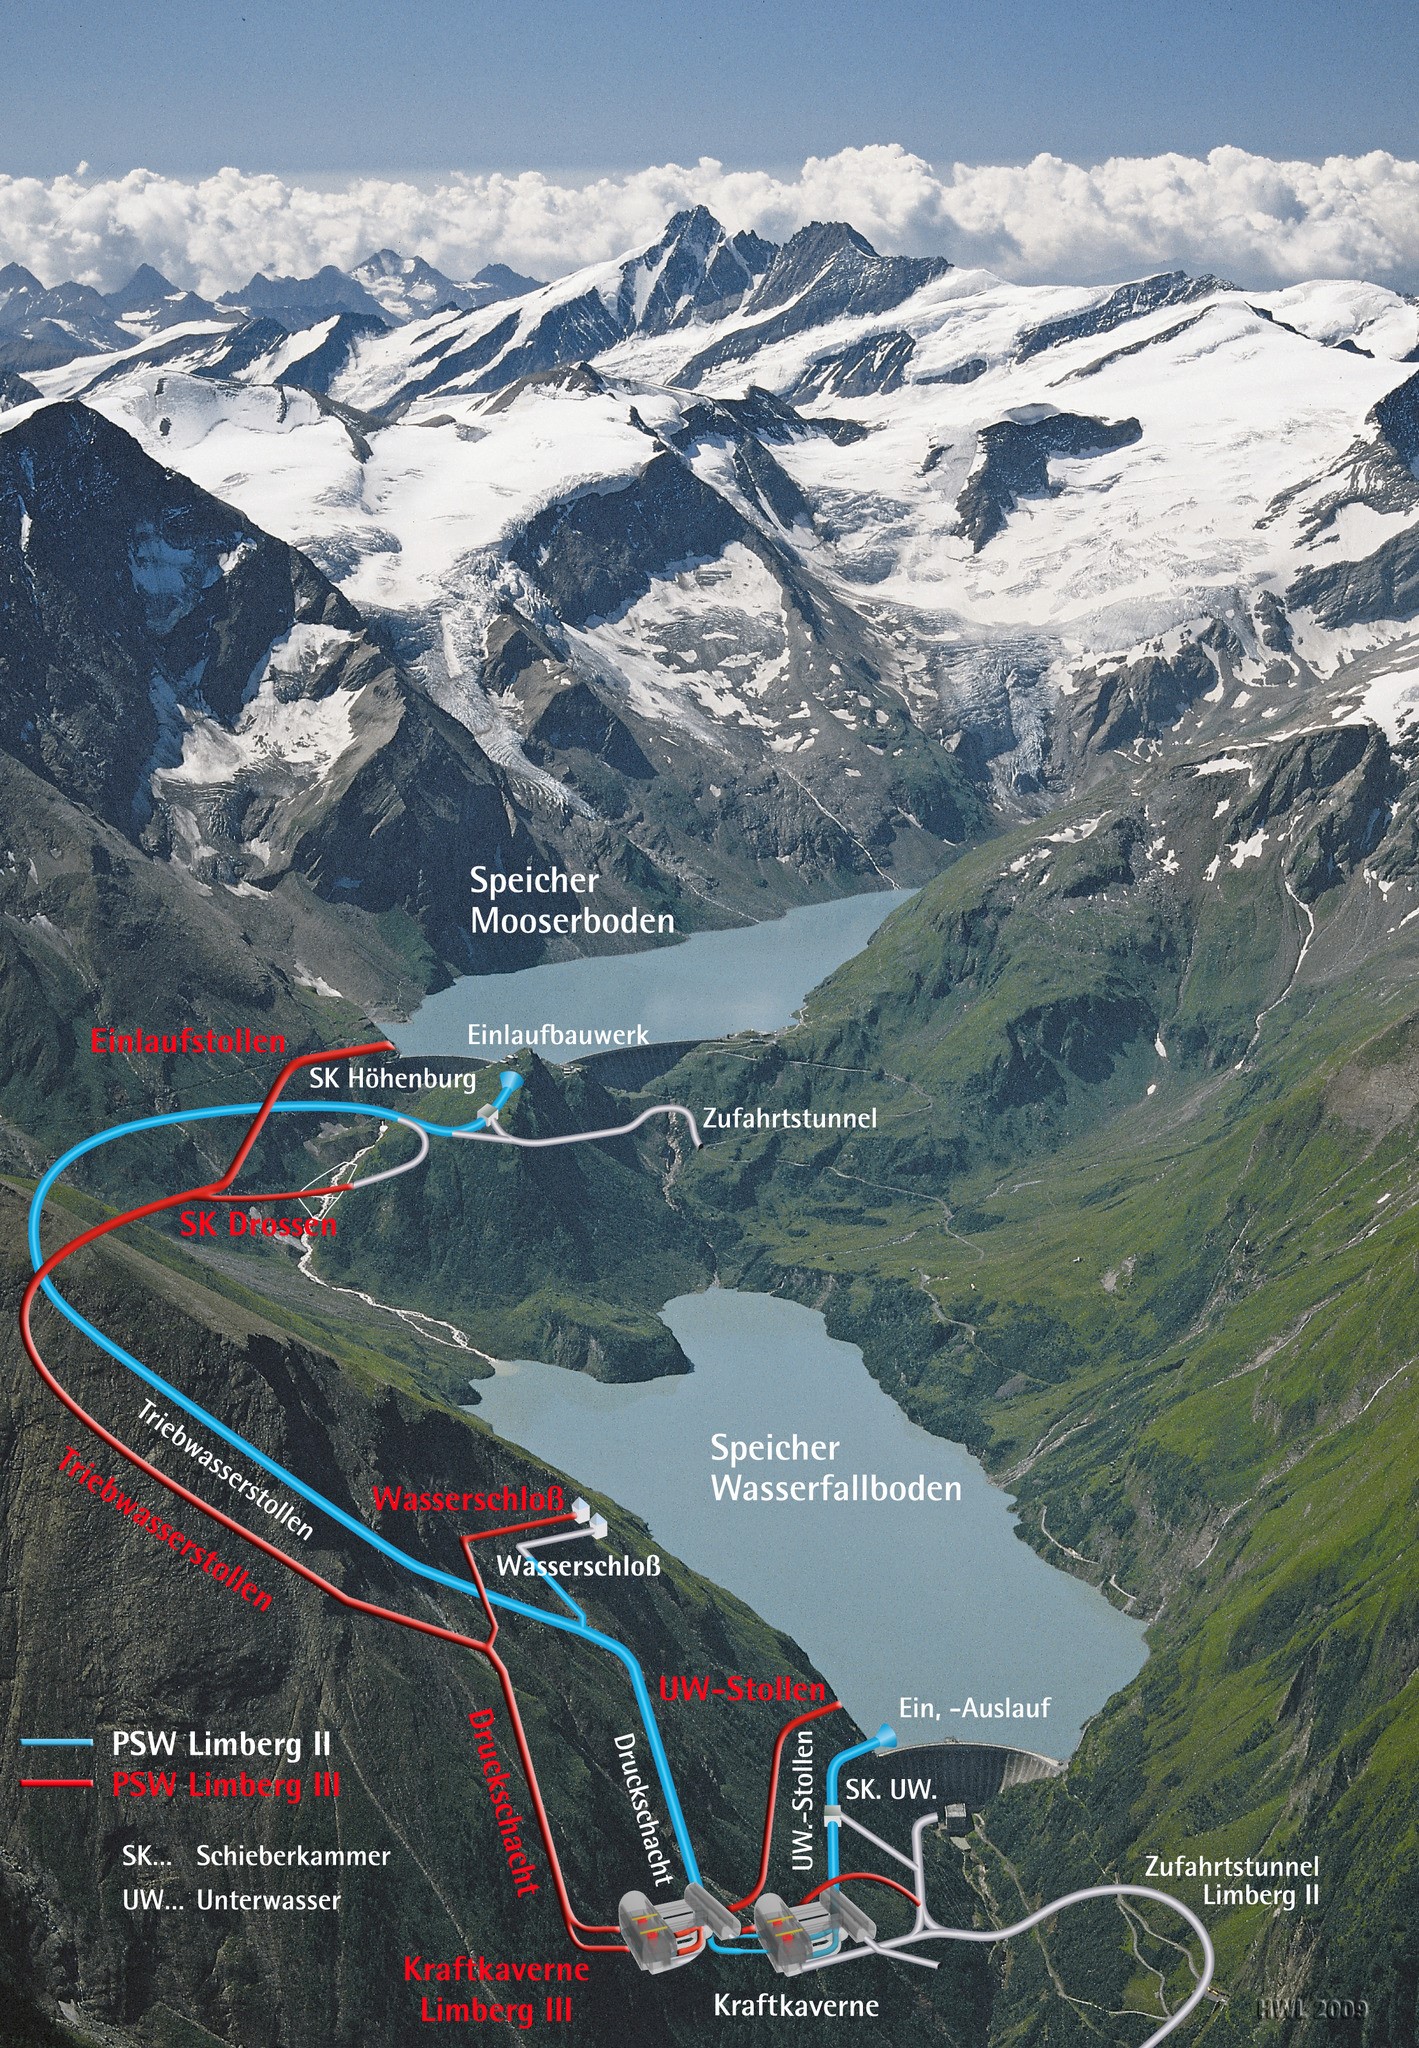 Speicher
Mooserboden
Einlaufstollen
Einlaufbauwerk
SK Höhenburg
Zufahrtstunnel
SK Drossen
Triebwasserstollen
Triebwasserstollen
Speicher
Wasserfallboden
Wasserschloß
Wasserschloß
UW-Stollen
Ein, -Auslauf
Druckschacht
Druckschacht
UW.-Stollen
SK. UW.
PSW Limberg II
PSW Limberg III
SK... Schieberkammer
UW... Unterwasser
Zufahrtstunnel
Limberg II
Kraftkaverne
Limberg III
Kraftkaverne
HWL 2009